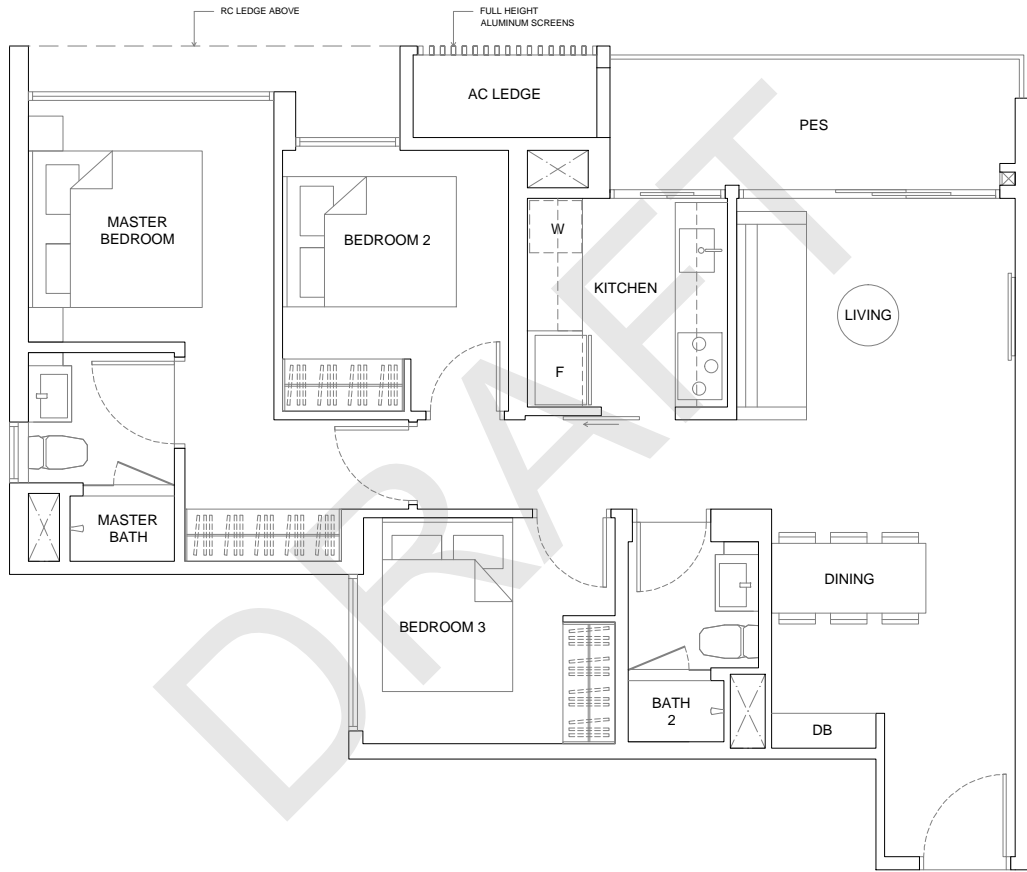 RC LEDGE ABOVE
FULL HEIGHT
ALUMINUM SCREENS
AC LEDGE
PES
MASTER
BEDROOM
BEDROOM 2
W
KITCHEN
LIVING
F
MASTER
BATH
DINING
BEDROOM 3
BATH
2
DB
DRAFT